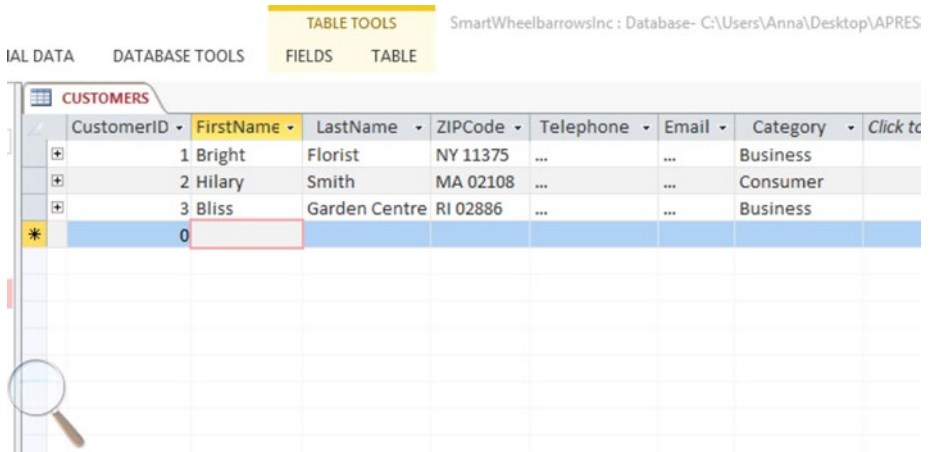 TABLE TOOLS SmartWheelbarrowsInc : Database- C:\Users\Anna\Desktop\APRES
IAL DATA DATABASE TOOLS FIELDS TABLE
CUSTOMERS
CustomerID FirstName LastName ZIPCode Telephone Email Category Click to
1 Bright Florist NY 11375 ... ... Business
2 Hilary Smith MA 02108 ... ... Consumer
3 Bliss Garden Centre RI 02886 ... ... Business
0